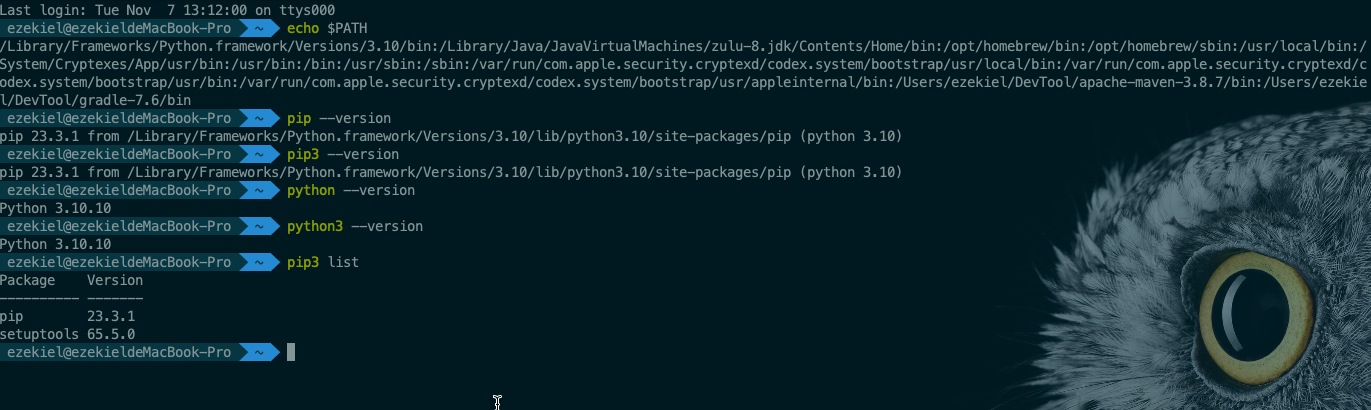 Last login: Tue Nov  7 13:12:00 on ttys000
ezekiel@ezekieldeMacBook-Pro ~ echo $PATH
/Library/Frameworks/Python.framework/Versions/3.10/bin:/Library/Java/JavaVirtualMachines/zulu-8.jdk/Contents/Home/bin:/opt/homebrew/bin:/opt/homebrew/sbin:/usr/local/bin:/
System/Cryptexes/App/usr/bin:/usr/bin:/bin:/usr/sbin:/sbin:/var/run/com.apple.security.cryptexd/codex.system/bootstrap/usr/local/bin:/var/run/com.apple.security.cryptexd/c
odex.system/bootstrap/usr/bin:/var/run/com.apple.security.cryptexd/codex.system/bootstrap/usr/appleinternal/bin:/Users/ezekiel/DevTool/apache-maven-3.8.7/bin:/Users/ezekie
l/DevTool/gradle-7.6/bin
ezekiel@ezekieldeMacBook-Pro ~ pip --version
pip 23.3.1 from /Library/Frameworks/Python.framework/Versions/3.10/lib/python3.10/site-packages/pip (python 3.10)
ezekiel@ezekieldeMacBook-Pro ~ pip3 --version
pip 23.3.1 from /Library/Frameworks/Python.framework/Versions/3.10/lib/python3.10/site-packages/pip (python 3.10)
ezekiel@ezekieldeMacBook-Pro ~ python --version
Python 3.10.10
ezekiel@ezekieldeMacBook-Pro ~ python3 --version
Python 3.10.10
ezekiel@ezekieldeMacBook-Pro ~ pip3 list
Package    Version
---------- -------
pip        23.3.1
setuptools 65.5.0
ezekiel@ezekieldeMacBook-Pro ~